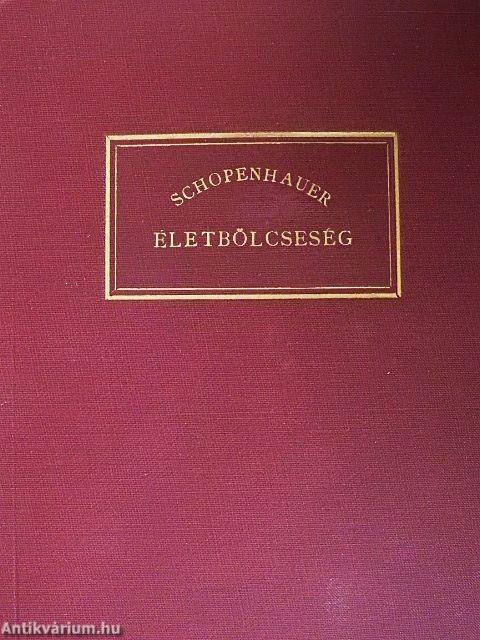 SCHOPENHAUER
ÉLETBÖLCSESÉG
Antikvárium.hu